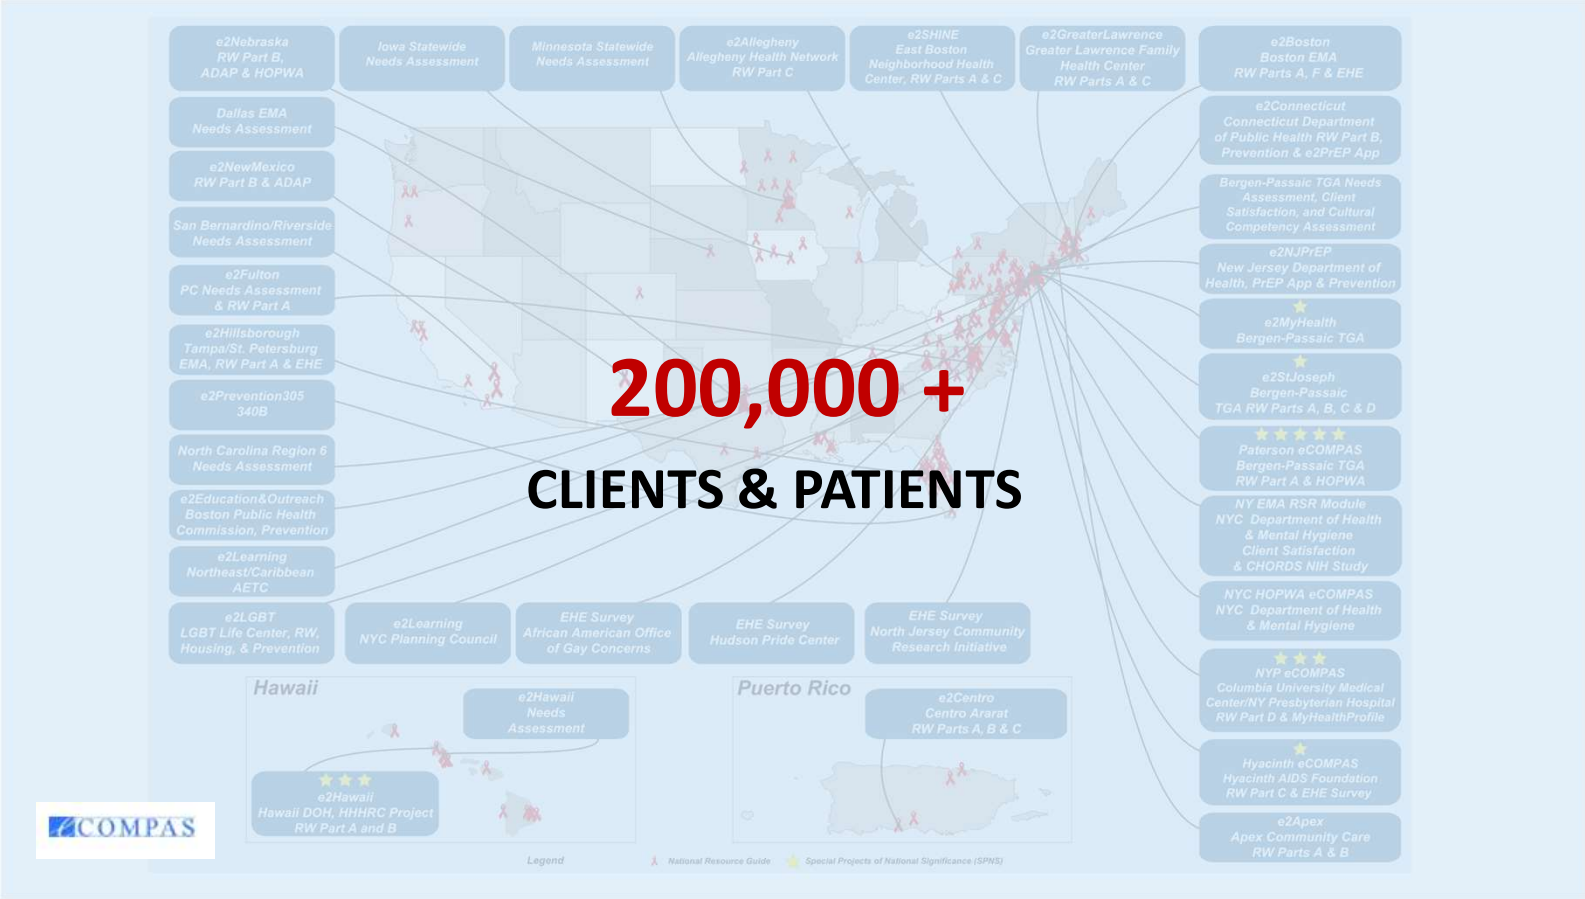 e2Nebraska
RW Part B,
ADAP & HOPWA
Iowa Statewide
Needs Assessment
Minnesota Statewide
Needs Assessment
e2Allegheny
Allegheny Health Network
RW Part C
e2SHINE
East Boston
Neighborhood Health
Center, RW Parts A & C
e2GreaterLawrence
Greater Lawrence Family
Health Center
RW Parts A & C
e2Boston
Boston EMA
RW Parts A, F & EHE
Dallas EMA
Needs Assessment
e2NewMexico
RW Part B & ADAP
San Bernardino/Riverside
Needs Assessment
e2Fulton
PC Needs Assessment
& RW Part A
e2Hillsborough
Tampa/St. Petersburg
EMA, RW Part A & EHE
e2Prevention305
340B
North Carolina Region 6
Needs Assessment
e2Education&Outreach
Boston Public Health
Commission, Prevention
e2Learning
Northeast/Caribbean
AETC
e2LGBT
LGBT Life Center, RW,
Housing, & Prevention
e2Connecticut
Connecticut Department
of Public Health RW Part B,
Prevention & e2PrEP App
Bergen-Passaic TGA Needs
Assessment, Client
Satisfaction, and Cultural
Competency Assessment
e2NJPrEP
New Jersey Department of
Health, PrEP App & Prevention
e2MyHealth
Bergen-Passaic TGA
e2StJoseph
Bergen-Passaic
TGA RW Parts A, B, C & D
Paterson eCOMPAS
Bergen-Passaic TGA
RW Part A & HOPWA
NY EMA RSR Module
NYC Department of Health
& Mental Hygiene
Client Satisfaction
& CHORDS NIH Study
NYC HOPWA eCOMPAS
NYC Department of Health
& Mental Hygiene
NYP eCOMPAS
Columbia University Medical
Center/NY Presbyterian Hospital
RW Part D & MyHealthProfile
Hyacinth eCOMPAS
Hyacinth AIDS Foundation
RW Part C & EHE Survey
e2Apex
Apex Community Care
RW Parts A & B
200,000 +
CLIENTS & PATIENTS
e2Learning
NYC Planning Council
EHE Survey
African American Office
of Gay Concerns
EHE Survey
Hudson Pride Center
EHE Survey
North Jersey Community
Research Initiative
Hawaii
e2Hawaii
Needs
Assessment
e2Hawaii
Hawaii DOH, HHHRC Project
RW Part A and B
Puerto Rico
e2Centro
Centro Ararat
RW Parts A, B & C
eCOMPAS
Legend
National Resource Guide
Special Projects of National Significance (SPNS)